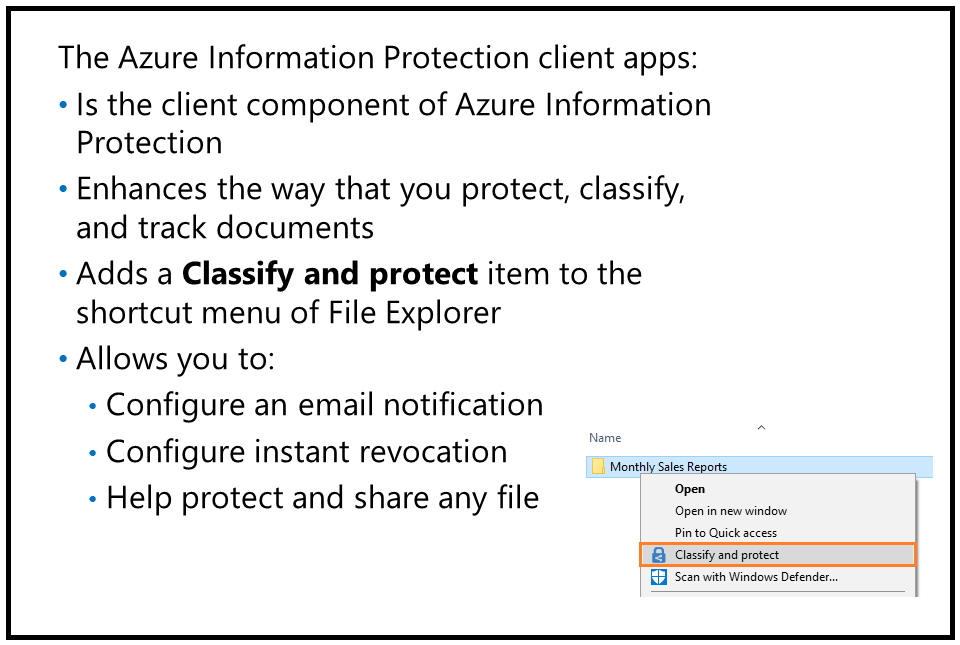 The Azure Information Protection client apps:
• Is the client component of Azure Information
Protection
• Enhances the way that you protect, classify,
and track documents
• Adds a Classify and protect item to the
shortcut menu of File Explorer
• Allows you to:
• Configure an email notification
• Configure instant revocation
• Help protect and share any file
Name
Monthly Sales Reports
Open
Open in new window
Pin to Quick access
Classify and protect
Scan with Windows Defender...